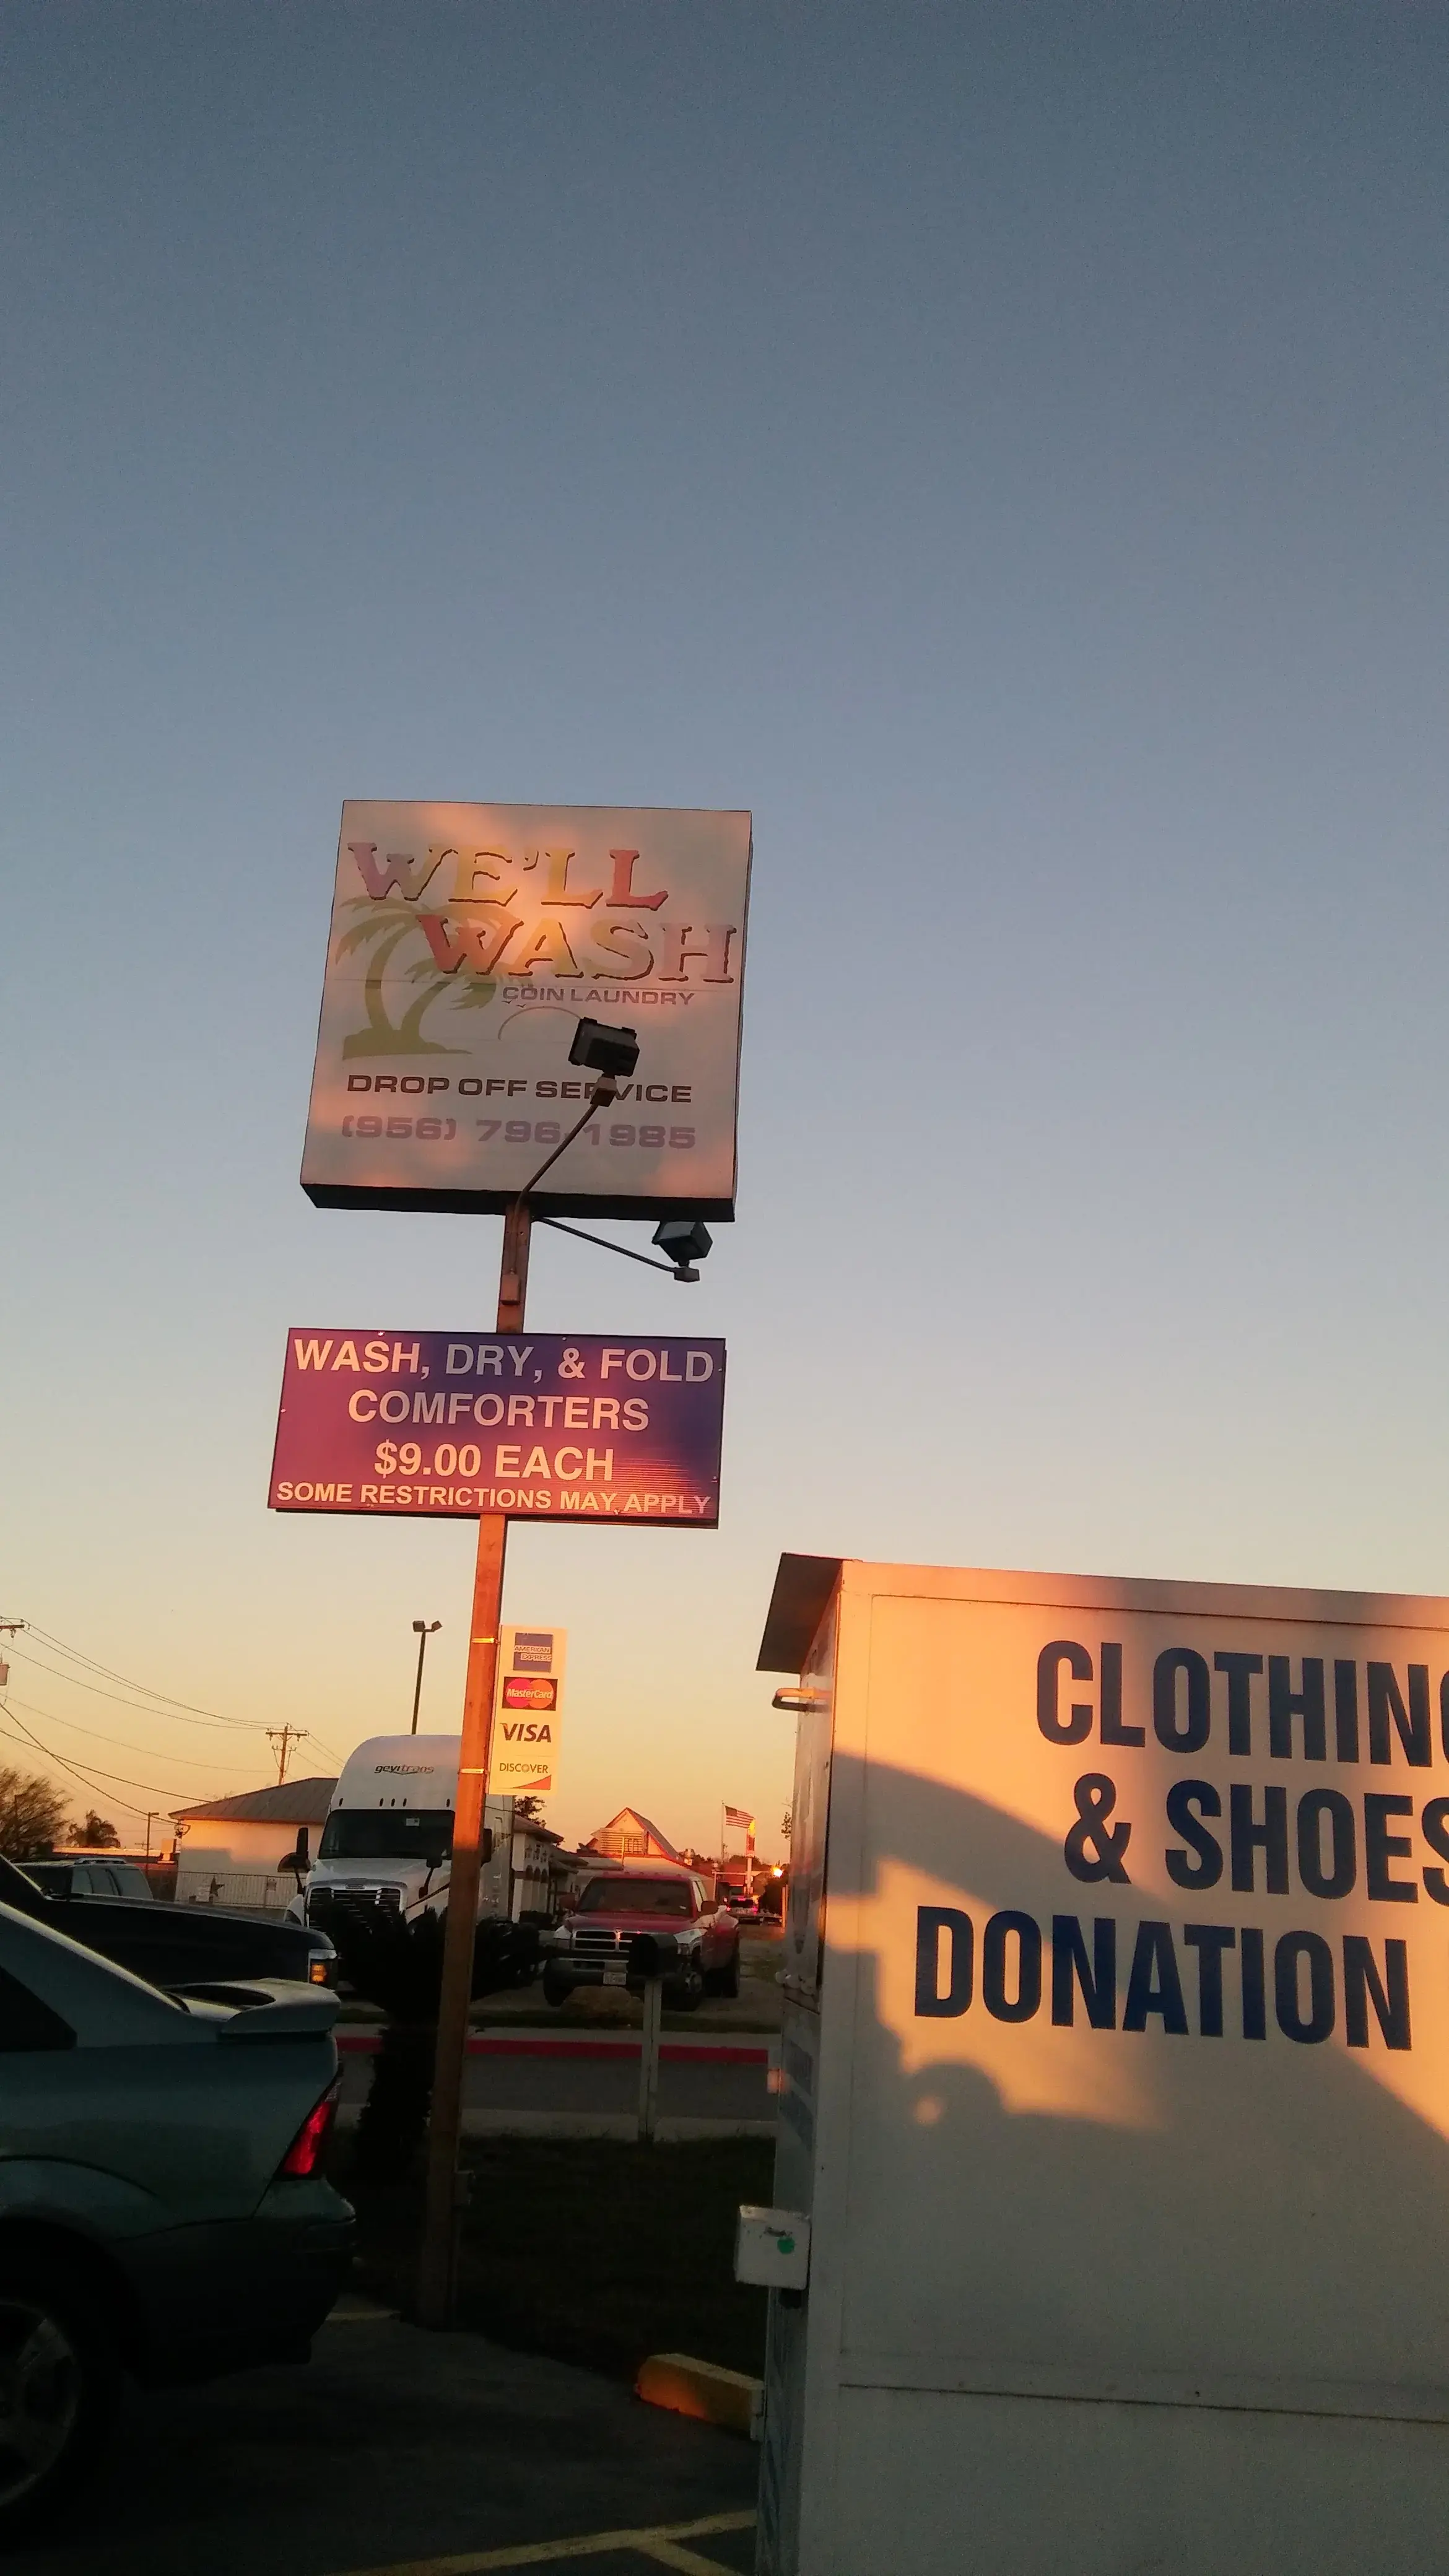 WE'LL
WASH
COIN LAUNDRY
DROP OFF SERVICE
(956) 796-1985
WASH, DRY, & FOLD
COMFORTERS
$9.00 EACH
SOME RESTRICTIONS MAY APPLY
AMERICAN
EXPRESS
MasterCard
VISA
DISCOVER
gevitrans
CLOTHING
& SHOES
DONATION